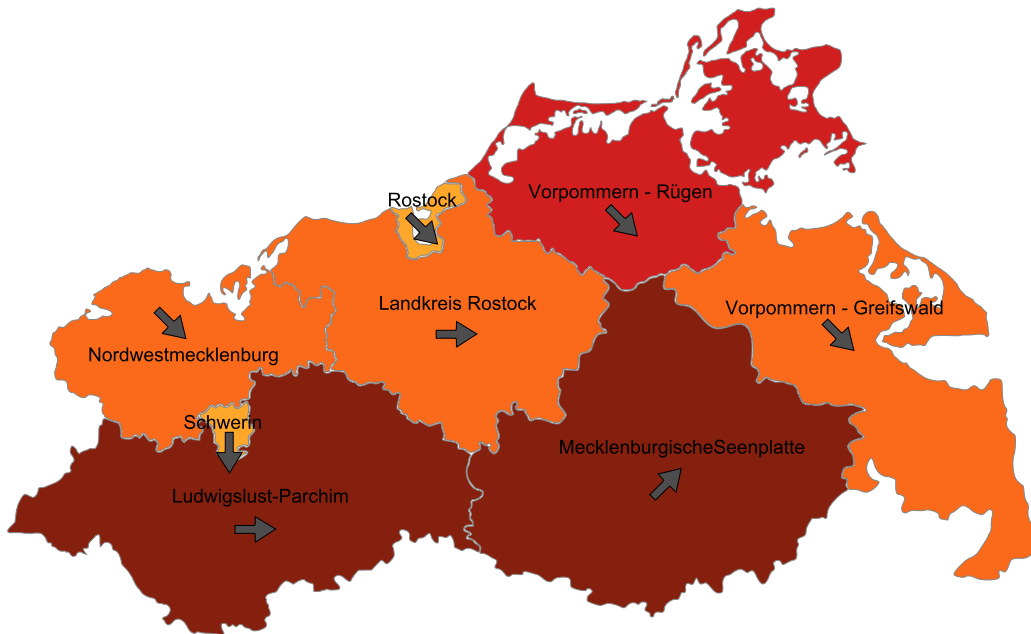 Vorpommern - Rügen
Rostock
Landkreis Rostock
Vorpommern - Greifswald
Nordwestmecklenburg
Schwerin
MecklenburgischeSeenplatte
Ludwigslust-Parchim